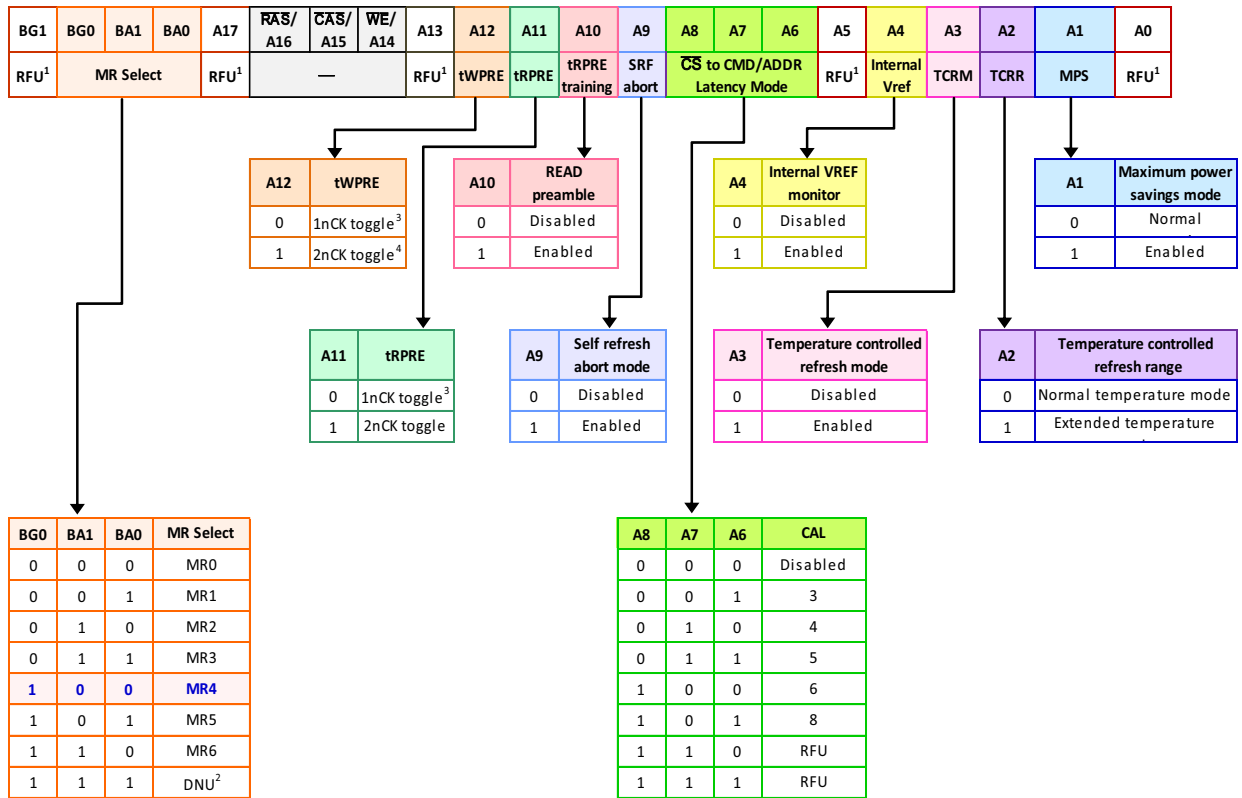 BG1 BG0 BA1 BA0 A17 RAS/ A16 CAS/ A15 WE/ A14 A13 A12 A11 A10 A9 A8 A7 A6 A5 A4 A3 A2 A1 A0
RFU¹ MR Select RFU¹ — RFU¹ tWPRE tRPRE tRPRE training SRF abort CS to CMD/ADDR Latency Mode RFU¹ Internal Vref TCRM TCRR MPS RFU¹
A12 tWPRE
0 1nCK toggle³
1 2nCK toggle⁴
A10 READ preamble
0 Disabled
1 Enabled
A4 Internal VREF monitor
0 Disabled
1 Enabled
A1 Maximum power savings mode
0 Normal
1 Enabled
A11 tRPRE
0 1nCK toggle³
1 2nCK toggle
A9 Self refresh abort mode
0 Disabled
1 Enabled
A3 Temperature controlled refresh mode
0 Disabled
1 Enabled
A2 Temperature controlled refresh range
0 Normal temperature mode
1 Extended temperature
BG0 BA1 BA0 MR Select
0 0 0 MR0
0 0 1 MR1
0 1 0 MR2
0 1 1 MR3
1 0 0 MR4
1 0 1 MR5
1 1 0 MR6
1 1 1 DNU²
A8 A7 A6 CAL
0 0 0 Disabled
0 0 1 3
0 1 0 4
0 1 1 5
1 0 0 6
1 0 1 8
1 1 0 RFU
1 1 1 RFU